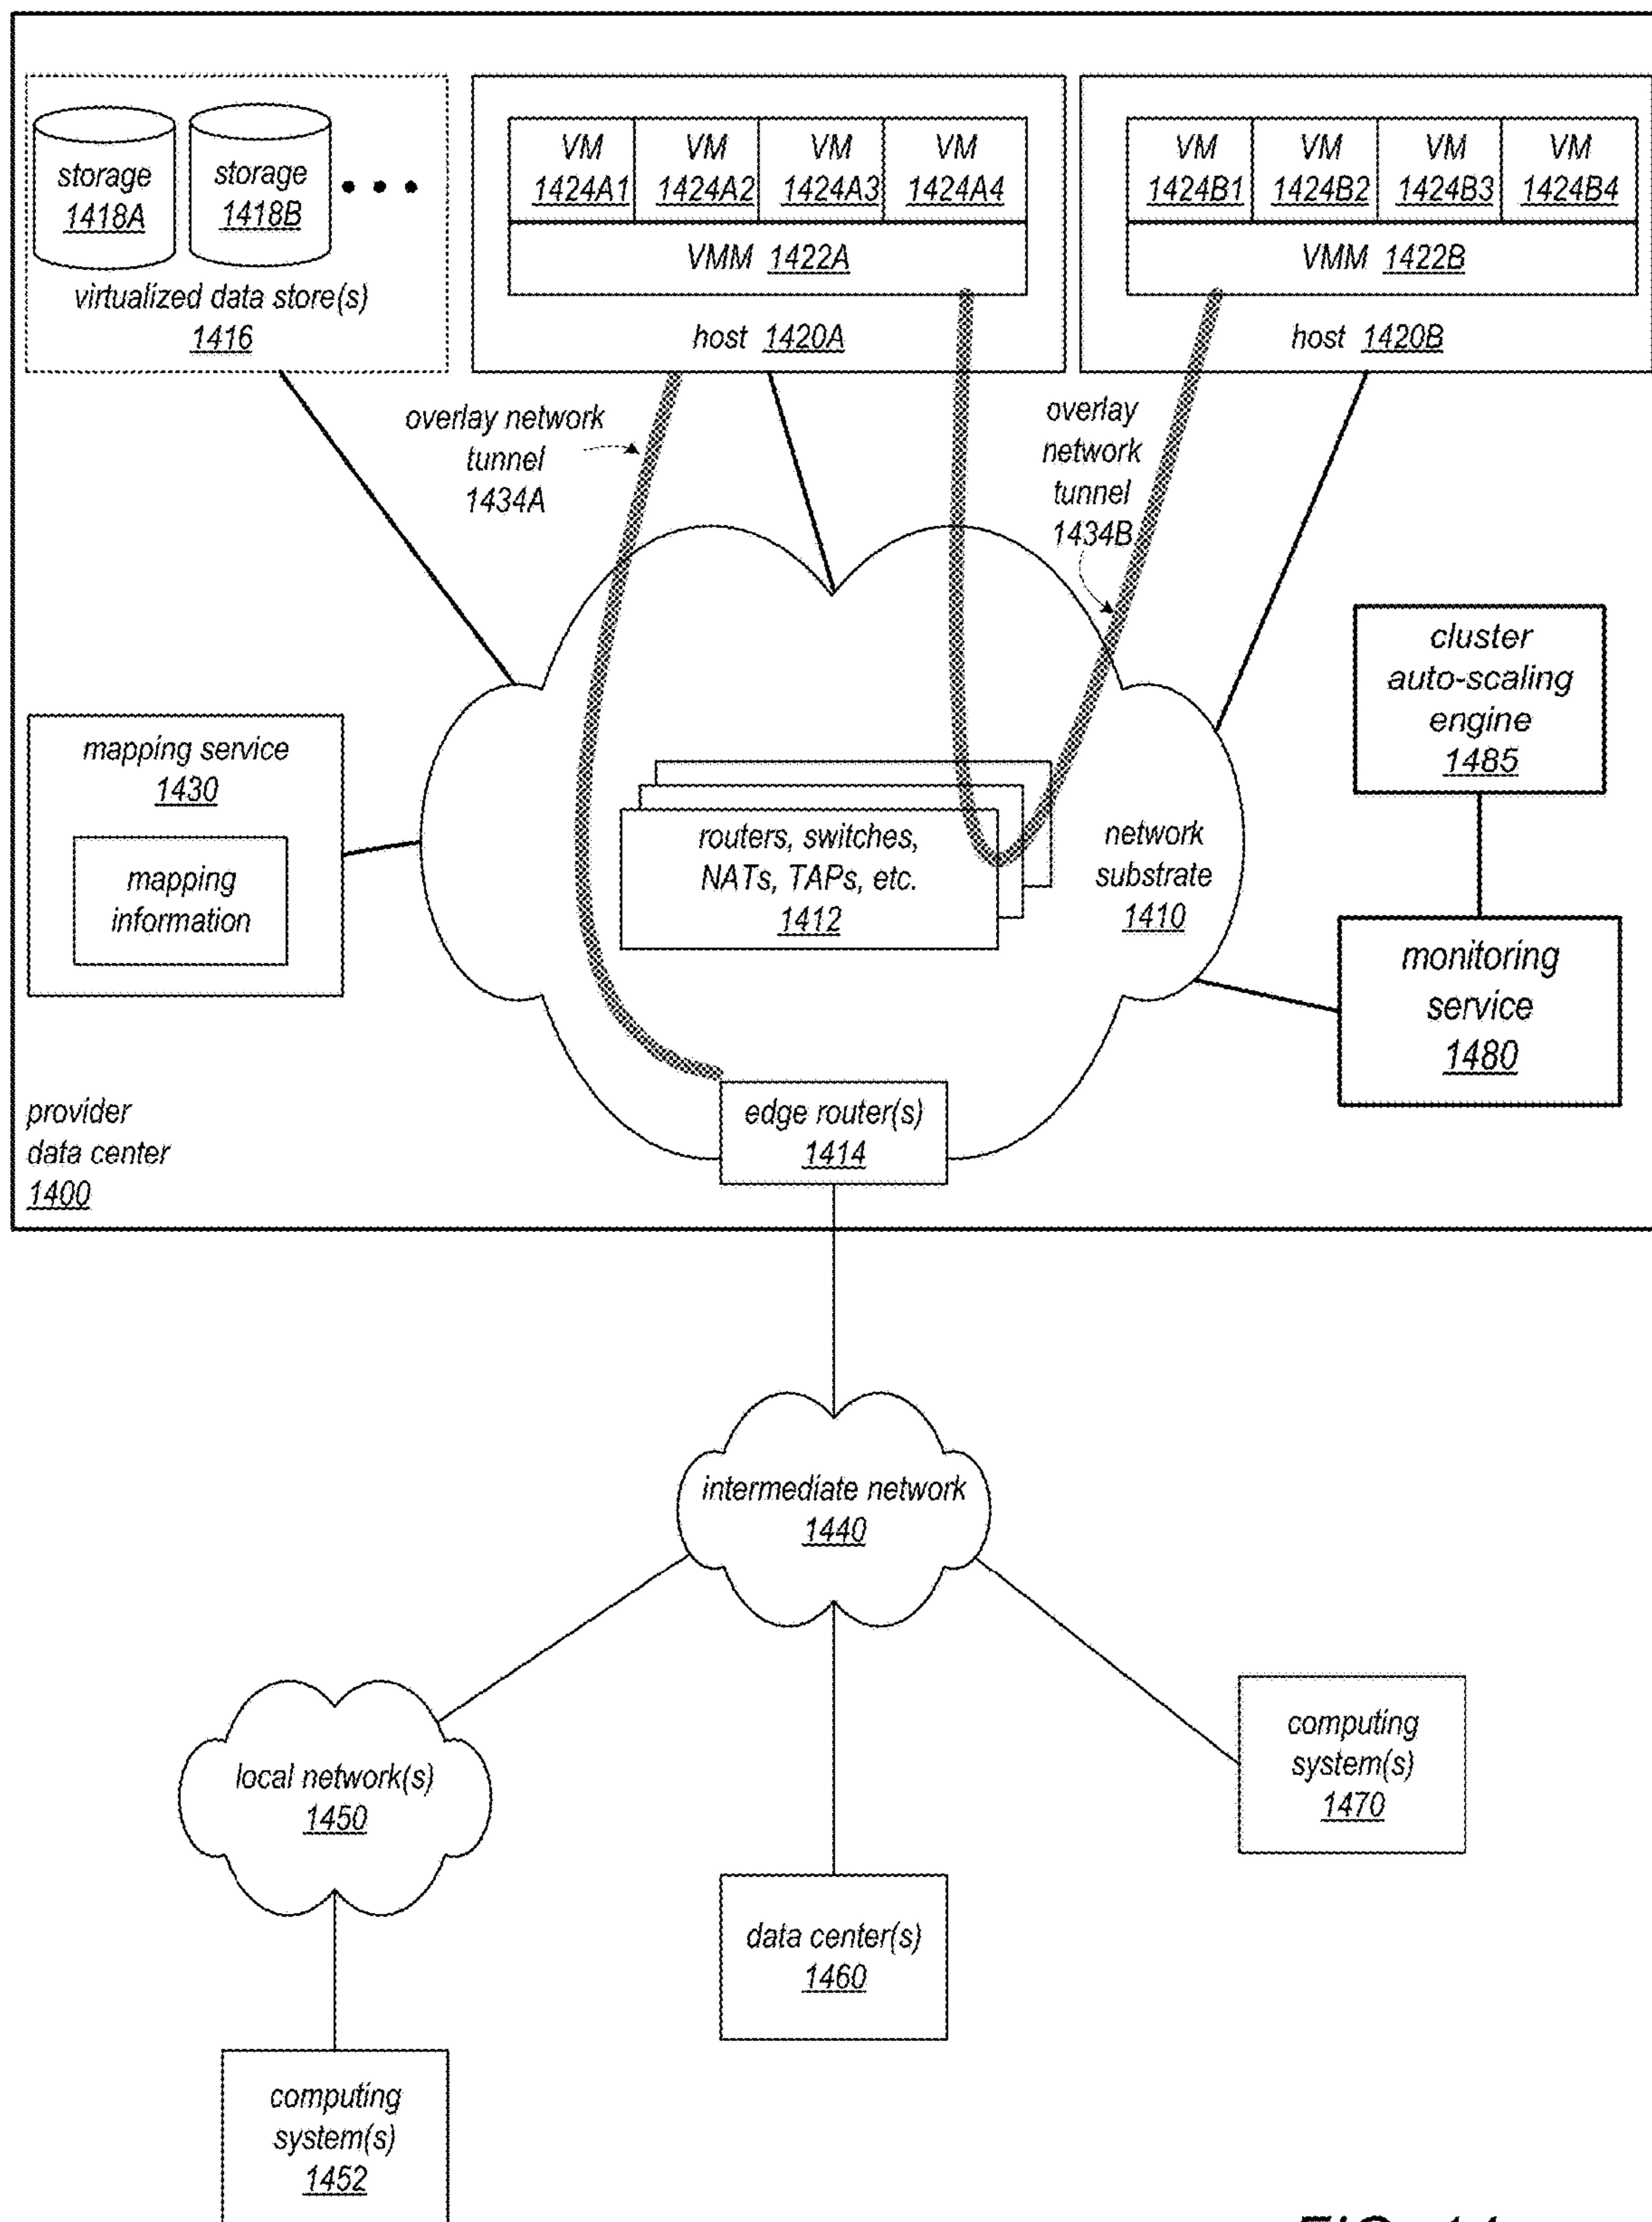 storage
1418A
storage
1418B
virtualized data store(s)
1416
VM
1424A1
VM
1424A2
VM
1424A3
VM
1424A4
VMM 1422A
host 1420A
VM
1424B1
VM
1424B2
VM
1424B3
VM
1424B4
VMM 1422B
host 1420B
overlay network
tunnel
1434A
overlay
network
tunnel
1434B
cluster
auto-scaling
engine
1485
mapping service
1430
mapping
information
routers, switches,
NATs, TAPs, etc.
1412
network
substrate
1410
monitoring
service
1480
edge router(s)
1414
provider
data center
1400
intermediate network
1440
local network(s)
1450
computing
system(s)
1470
data center(s)
1460
computing
system(s)
1452